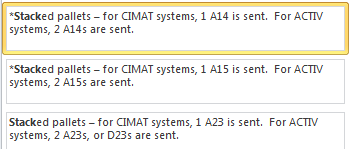 *Stacked pallets – for CIMAT systems, 1 A14 is sent.  For ACTIV
systems, 2 A14s are sent.
*Stacked pallets – for CIMAT systems, 1 A15 is sent.  For ACTIV
systems, 2 A15s are sent.
Stacked pallets – for CIMAT systems, 1 A23 is sent.  For ACTIV
systems, 2 A23s, or D23s are sent.